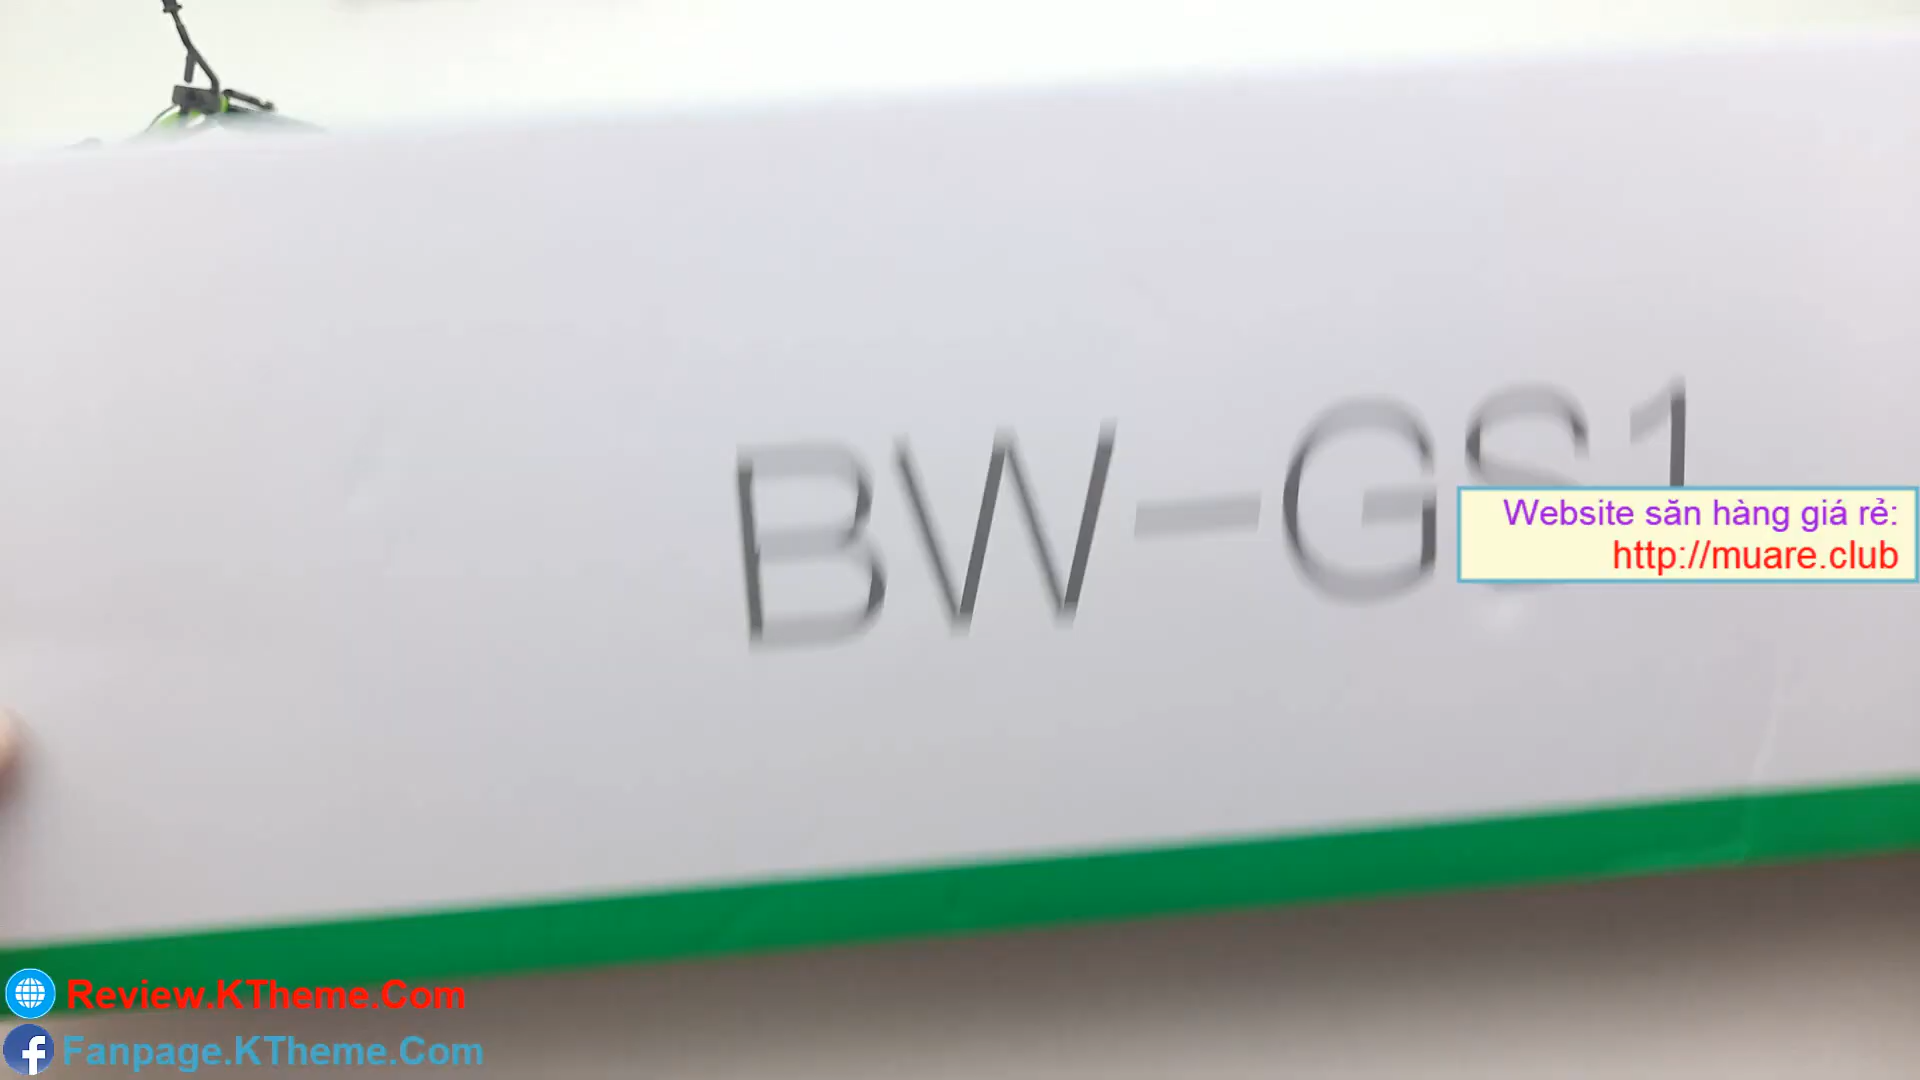 BW-GS1
Website săn hàng giá rẻ:
http://muare.club
Review.KTheme.Com
Fanpage.KTheme.Com